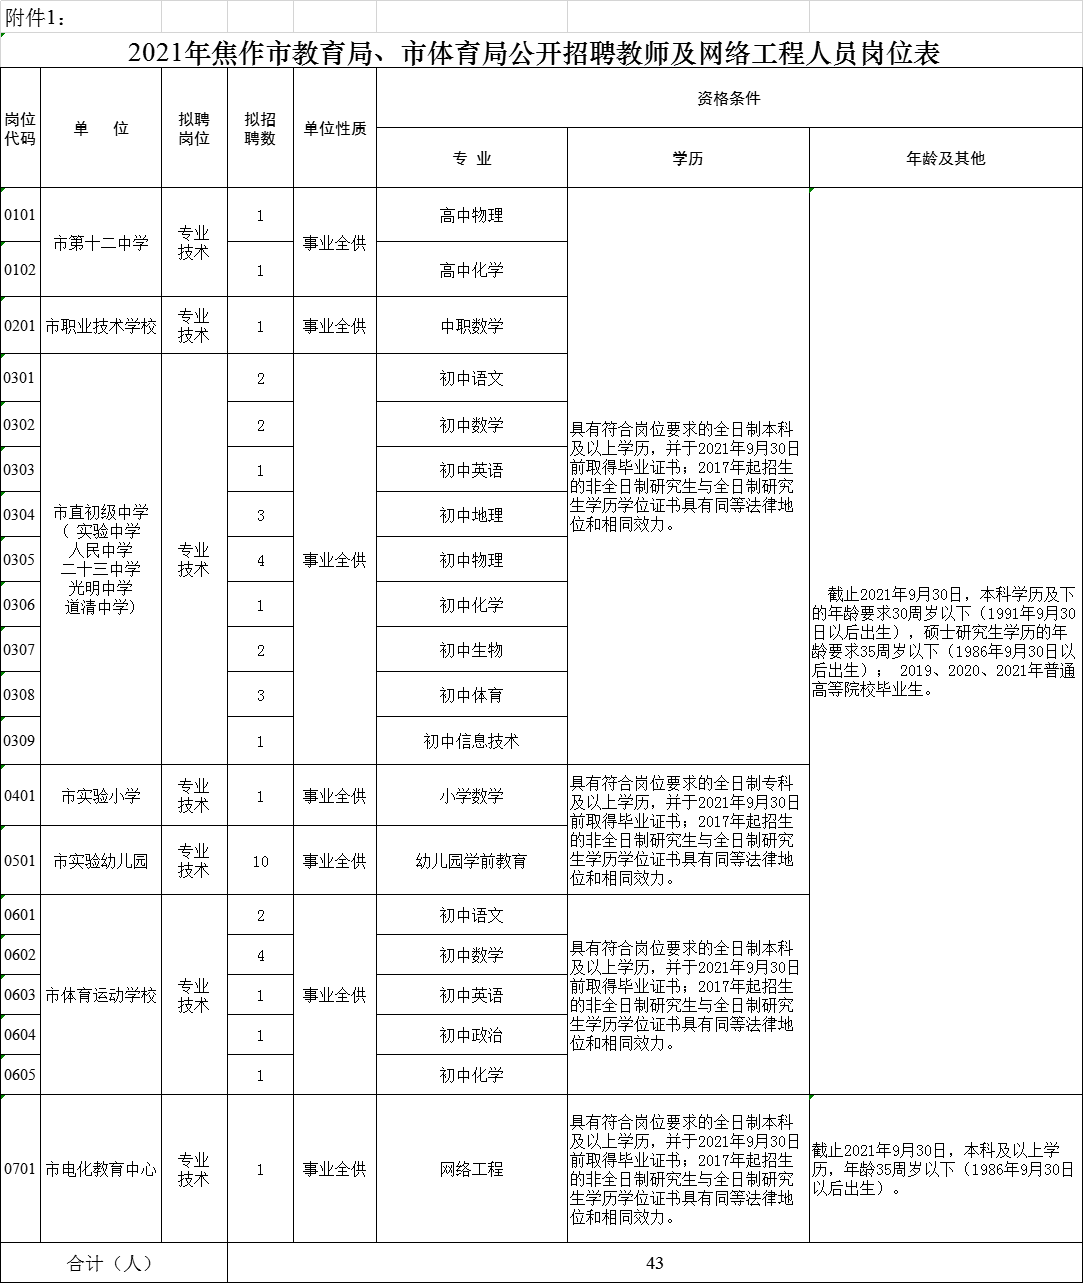 附件1：
2021年焦作市教育局、市体育局公开招聘教师及网络工程人员岗位表
岗位
代码
单 位
拟聘
岗位
拟招
聘数
单位性质
资格条件
专 业
学历
年龄及其他
0101
市第十二中学
专业
技术
1
事业全供
高中物理
0102
1
高中化学
0201
市职业技术学校
专业
技术
1
事业全供
中职数学
0301
2
初中语文
0302
2
初中数学
0303
1
初中英语
0304
3
初中地理
0305
4
初中物理
0306
1
初中化学
0307
2
初中生物
0308
3
初中体育
0309
1
初中信息技术
市直初级中学
（ 实验中学
人民中学
二十三中学
光明中学
道清中学）
专业
技术
事业全供
具有符合岗位要求的全日制本科
及以上学历，并于2021年9月30日
前取得毕业证书；2017年起招生
的非全日制研究生与全日制研究
生学历学位证书具有同等法律地
位和相同效力。
截止2021年9月30日，本科学历及下
的年龄要求30周岁以下（1991年9月30
日以后出生），硕士研究生学历的年
龄要求35周岁以下（1986年9月30日以
后出生）； 2019、2020、2021年普通
高等院校毕业生。
0401
市实验小学
专业
技术
1
事业全供
小学数学
0501
市实验幼儿园
专业
技术
10
事业全供
幼儿园学前教育
具有符合岗位要求的全日制专科
及以上学历，并于2021年9月30日
前取得毕业证书；2017年起招生
的非全日制研究生与全日制研究
生学历学位证书具有同等法律地
位和相同效力。
0601
2
初中语文
0602
4
初中数学
0603
市体育运动学校
专业
技术
1
事业全供
初中英语
0604
1
初中政治
0605
1
初中化学
具有符合岗位要求的全日制本科
及以上学历，并于2021年9月30日
前取得毕业证书；2017年起招生
的非全日制研究生与全日制研究
生学历学位证书具有同等法律地
位和相同效力。
0701
市电化教育中心
专业
技术
1
事业全供
网络工程
具有符合岗位要求的全日制本科
及以上学历，并于2021年9月30日
前取得毕业证书；2017年起招生
的非全日制研究生与全日制研究
生学历学位证书具有同等法律地
位和相同效力。
截止2021年9月30日，本科及以上学
历，年龄35周岁以下（1986年9月30日
以后出生）。
合计（人）
43